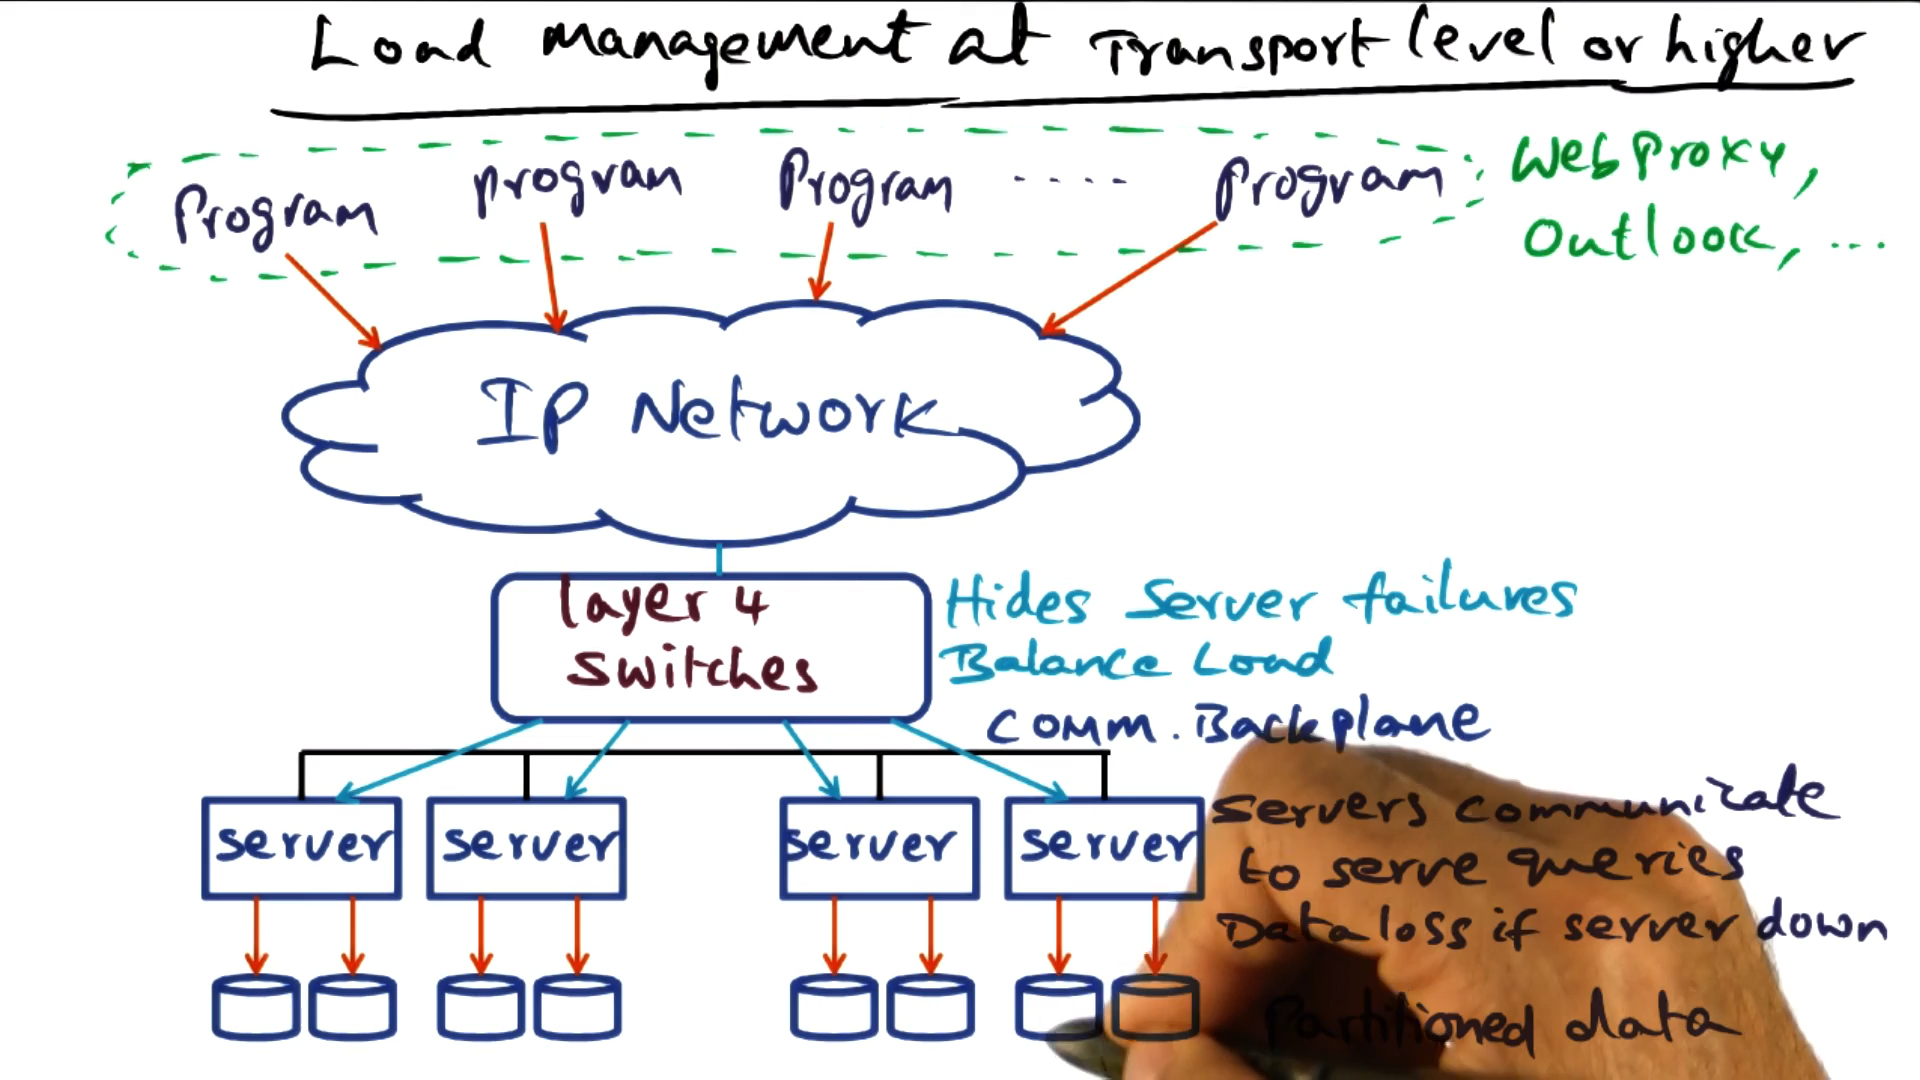 Load management at Transport level or higher
Program program Program ..... Program
WebProxy,
Outlook, ...
IP Network
layer 4
switches
Hides Server failures
Balance Load
Comm. Backplane
server server server server
Servers communicate
to serve queries
Data loss if server down
Partitioned data